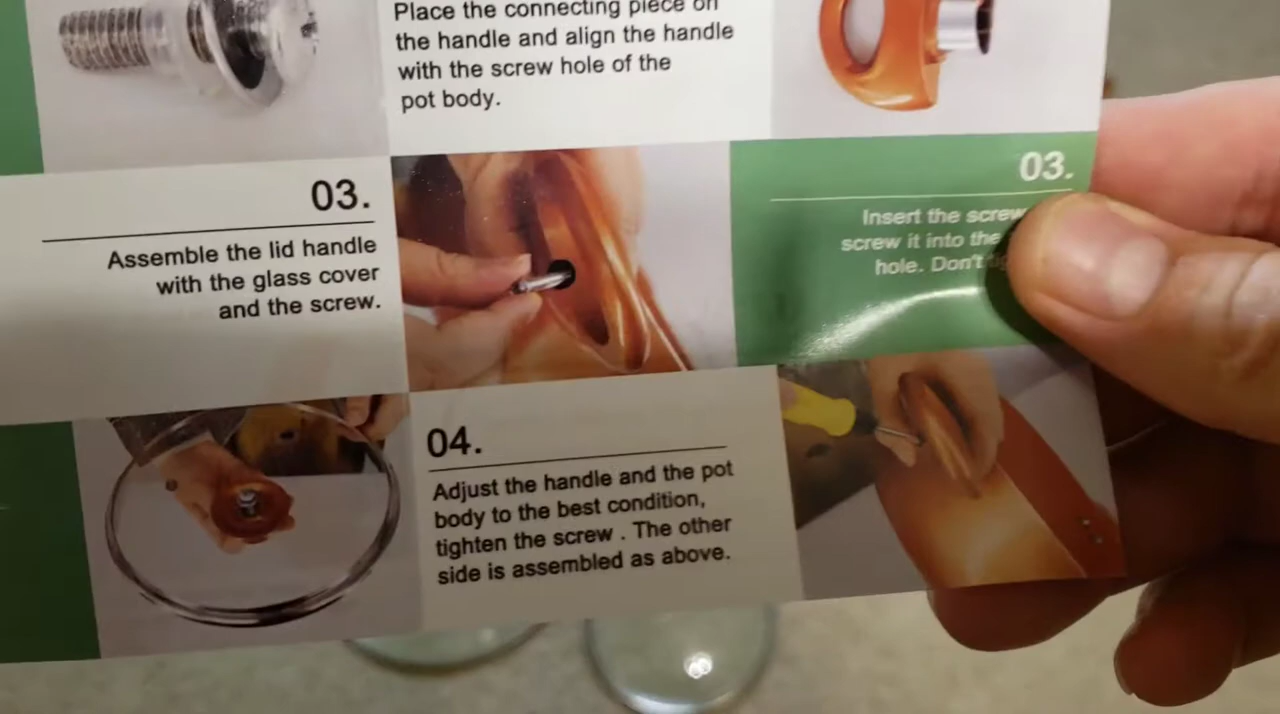 Place the connecting piece on
the handle and align the handle
with the screw hole of the
pot body.
03.
Assemble the lid handle
with the glass cover
and the screw.
03.
Insert the screw
screw it into the
hole. Don't
04.
Adjust the handle and the pot
body to the best condition,
tighten the screw . The other
side is assembled as above.